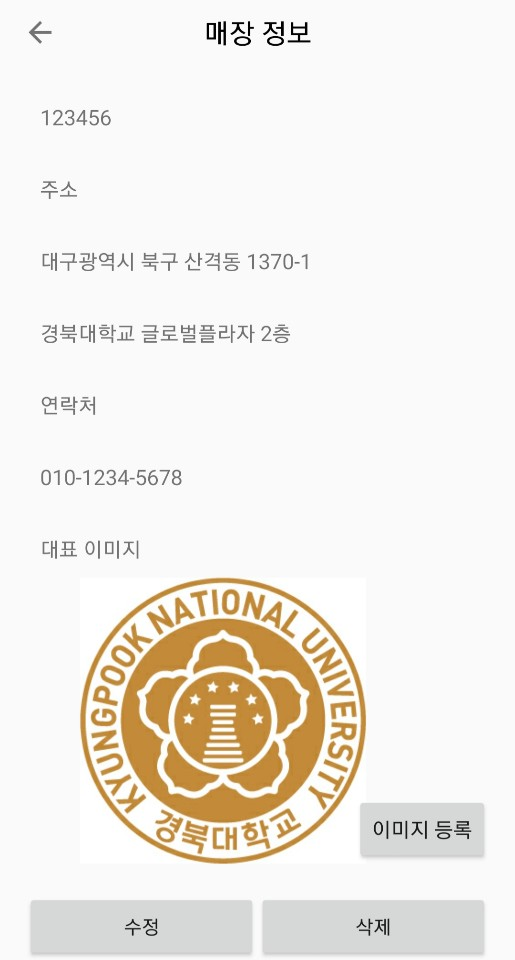 매장 정보
123456
주소
대구광역시 북구 산격동 1370-1
경북대학교 글로벌플라자 2층
연락처
010-1234-5678
대표 이미지
KYUNGPOOK NATIONAL UNIVERSITY
경북대학교
이미지 등록
수정
삭제